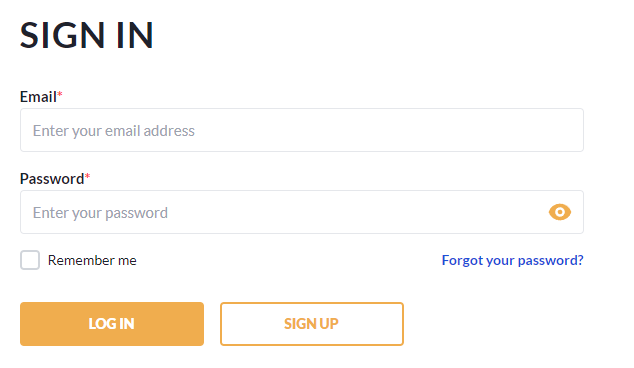 SIGN IN
Email*
Enter your email address
Password*
Enter your password
Remember me
Forgot your password?
LOG IN
SIGN UP